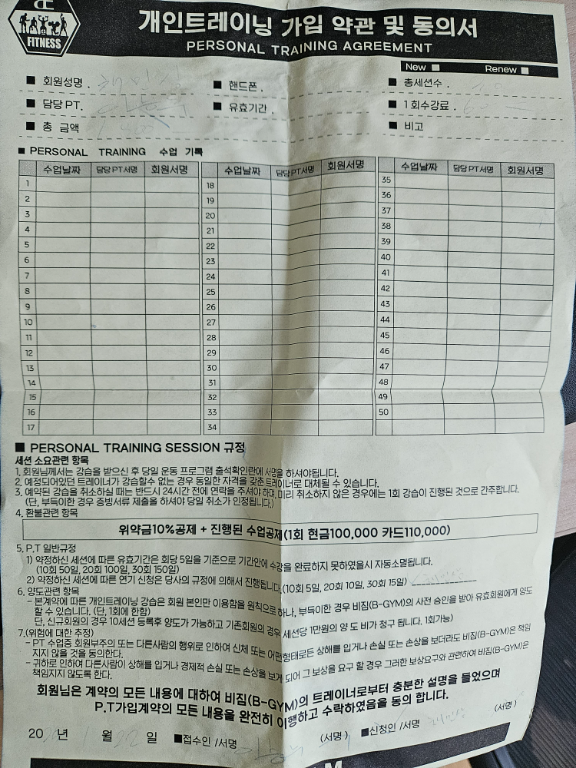 FITNESS
개인트레이닝 가입 약관 및 동의서
PERSONAL TRAINING AGREEMENT
New ■ Renew ■
■ 회원성명. ■ 핸드폰. ■ 총세션수.
■ 담당 PT. ■ 유효기간. ■ 1회수강료.
■ 총 금액 ■ 비고
■ PERSONAL TRAINING 수업 기록
수업날짜 담당PT서명 회원서명 수업날짜 담당PT서명 회원서명 수업날짜 담당PT서명 회원서명
1 18 35
2 19 36
3 20 37
4 21 38
5 22 39
6 23 40
7 24 41
8 25 42
9 26 43
10 27 44
11 28 45
12 29 46
13 30 47
14 31 48
15 32 49
16 33 50
17 34
■ PERSONAL TRAINING SESSION 규정
세션 소요관련 항목
1. 회원님께서는 강습을 받으신 후 당일 운동 프로그램 출석확인란에 서명을 하셔야됩니다.
2. 예정되어있던 트레이너가 강습할수 없는 경우 동일한 자격을 갖춘 트레이너로 대체될 수 있습니다.
3. 예약된 강습을 취소하실 때는 반드시 24시간 전에 연락을 주셔야 하며, 미리 취소하지 않은 경우에는 1회 강습이 진행된 것으로 간주합니다.
(단, 부득이한 경우 증빙서류 제출을 하셔야 당일 취소가 인정됩니다.)
4. 환불관련 항목
위약금10%공제 + 진행된 수업공제(1회 현금100,000 카드110,000)
5. P.T 일반규정
1) 약정하신 세션에 따른 유효기간은 회당 5일을 기준으로 기간안에 수강을 완료하지 못하였을시 자동소멸됩니다.
(10회 50일, 20회 100일, 30회 150일)
2) 약정하신 세션에 따른 연기 신청은 당사의 규정에 의해서 진행됩니다.(10회 5일, 20회 10일, 30회 15일)
6. 양도관련 항목
- 본계약에 따른 개인트레이닝 강습은 회원 본인만 이용함을 원칙으로 하나, 부득이한 경우 비짐(B-GYM)의 사전 승인을 받아 유효회원에게 양도
할 수 있습니다. (단, 1회에 한함)
단, 신규회원의 경우 10세션 등록후 양도가 가능하고 기존회원의 경우 세션당 1만원의 양도 비가 청구 됩니다. 1회가능)
7.(위험에 대한 추정)
- PT 수업중 회원부주의 또는 다른사람의 행위로 인하여 신체 또는 어떤형태로든 상해를 입거나 손실 또는 손상을 보더라도 비짐(B-GYM)은 책임
지지 않을 것을 동의한다.
- 귀하로 인하여 다른사람이 상해를 입거나 경제적 손실 또는 손상을 보게 되어 그 보상을 요구 할 경우 그러한 보상요구와 관련하여 비짐(B-GYM)은
책임지지 않도록 한다.
회원님은 계약의 모든 내용에 대하여 비짐(B-GYM)의 트레이너로부터 충분한 설명을 들었으며
P.T가입계약의 모든 내용을 완전히 이행하고 수락하였음을 동의 합니다.
20 년 월 일 ■접수인 /서명 (서명) ■신청인 /서명 (서명)